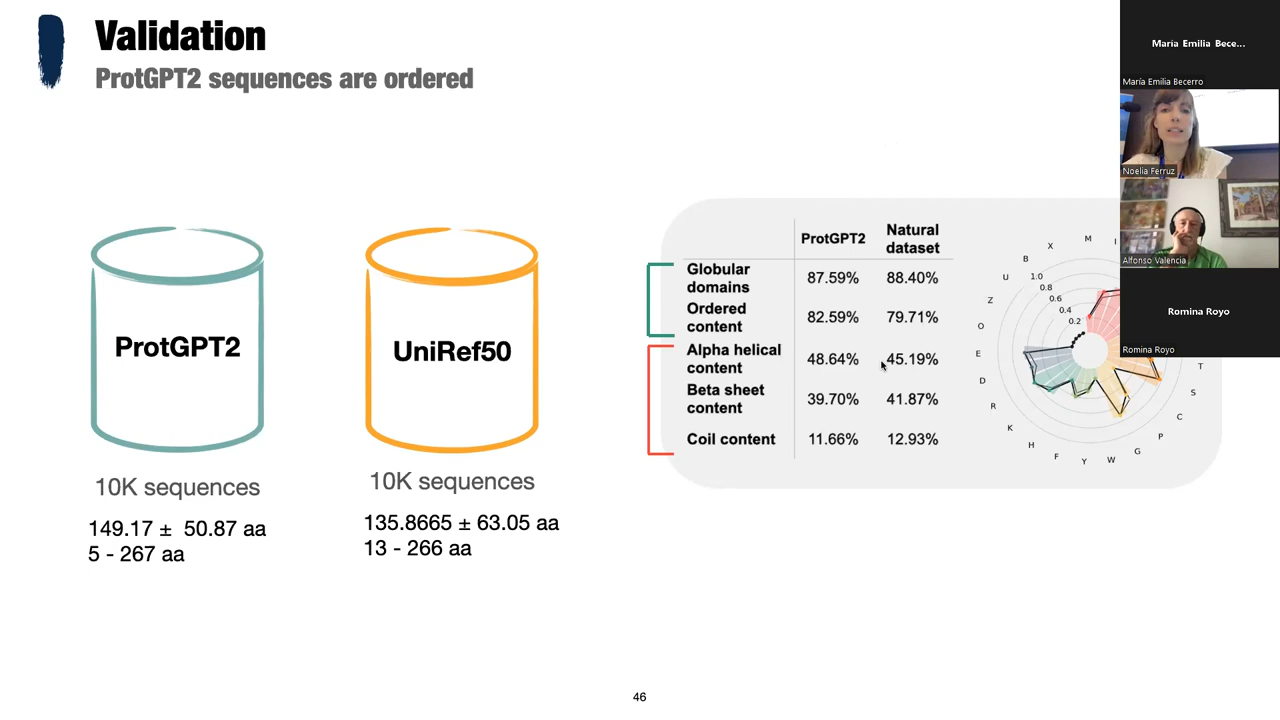 Validation
ProtGPT2 sequences are ordered
ProtGPT2
10K sequences
149.17 ± 50.87 aa
5 - 267 aa
UniRef50
10K sequences
135.8665 ± 63.05 aa
13 - 266 aa
ProtGPT2 Natural dataset
Globular domains 87.59% 88.40%
Ordered content 82.59% 79.71%
Alpha helical content 48.64% 45.19%
Beta sheet content 39.70% 41.87%
Coil content 11.66% 12.93%
M
I
X
B
U
Z
O
E
D
R
K
H
F
Y
W
G
P
C
S
T
1.0
0.8
0.6
0.4
0.2
María Emilia Bece...
María Emilia Becerro
Noelia Ferruz
Alfonso Valencia
Romina Royo
Romina Royo
46